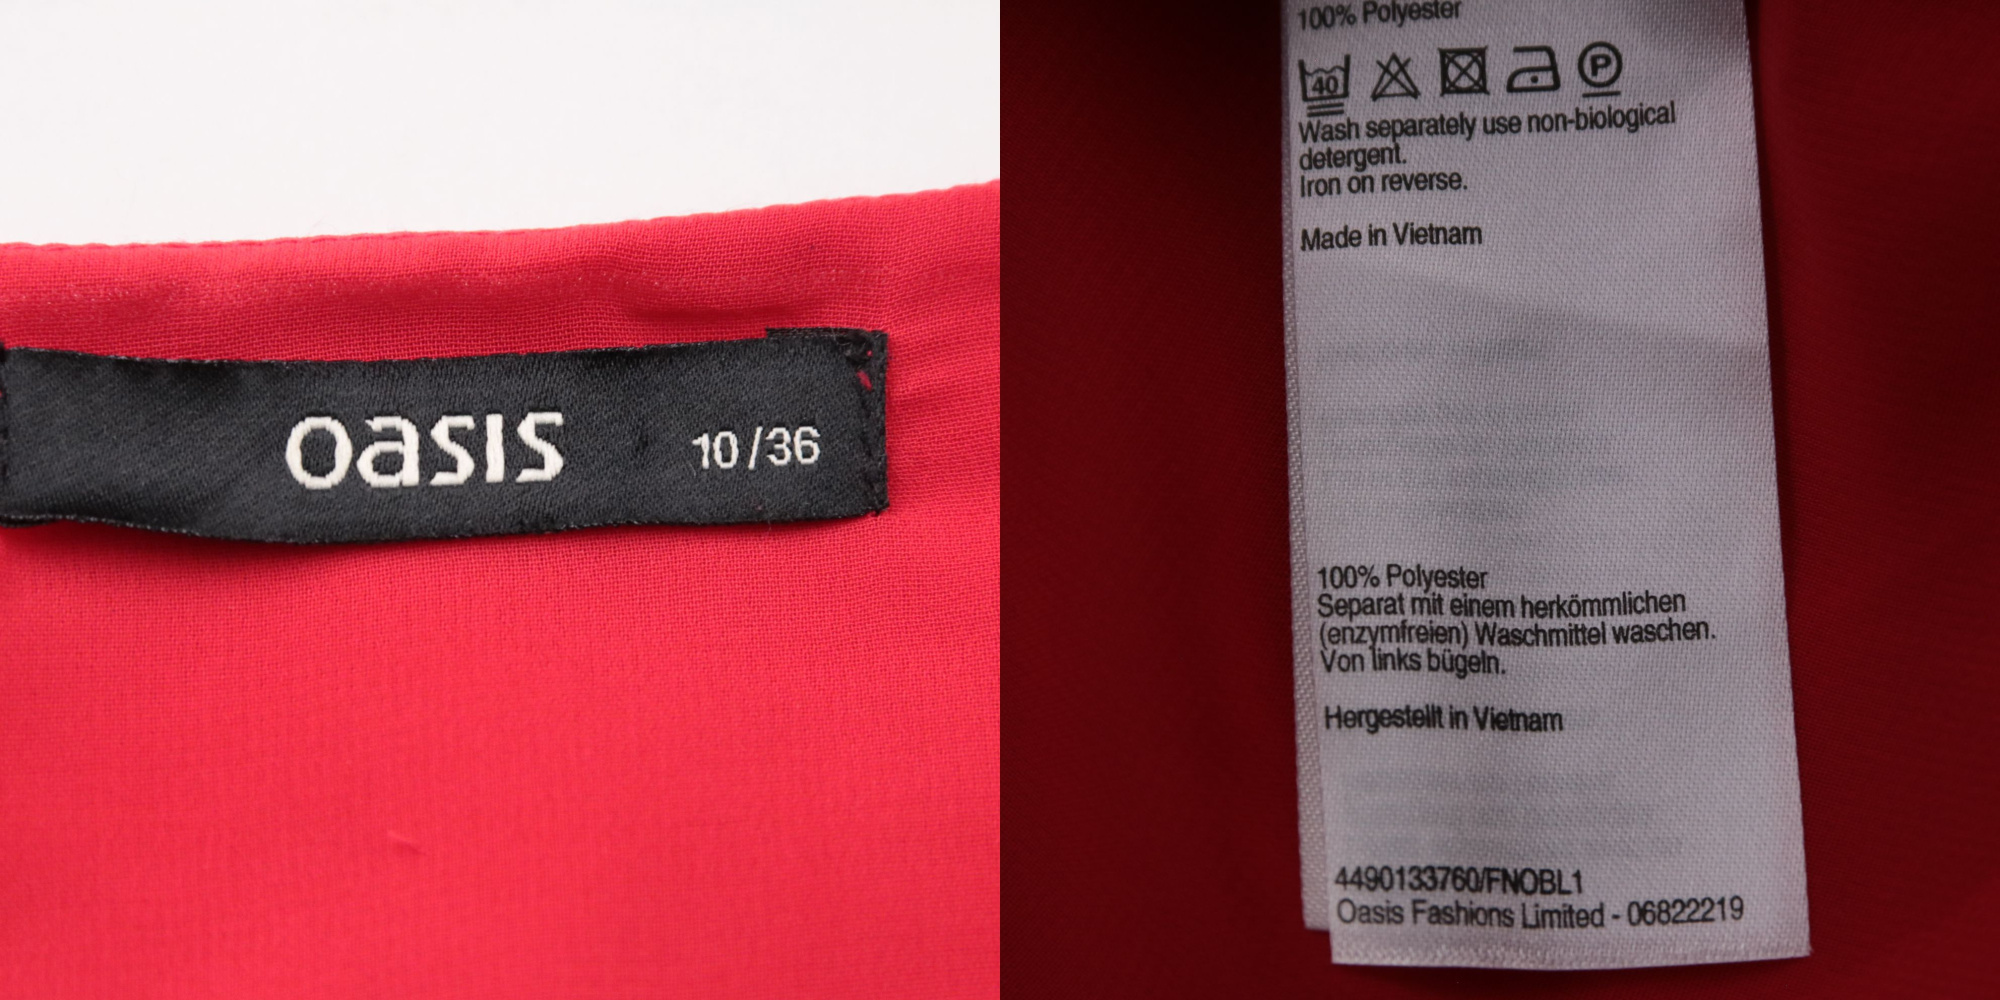 oasis 10/36
100% Polyester
40 P
Wash separately use non-biological
detergent.
Iron on reverse.
Made in Vietnam
100% Polyester
Separat mit einem herkömmlichen
(enzymfreien) Waschmittel waschen.
Von links bügeln.
Hergestellt in Vietnam
4490133760/FNOBL1
Oasis Fashions Limited - 06822219